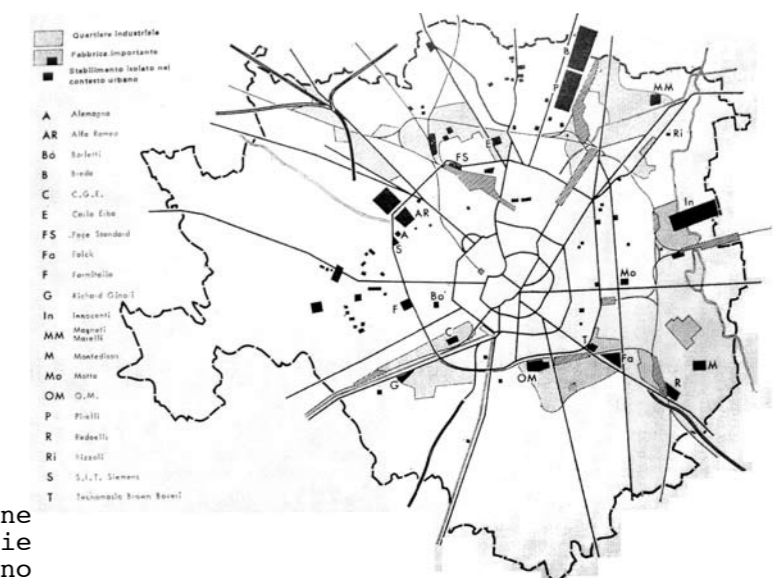 Quartiere industriale
Fabbrica importante
Stabilimento isolato nel
contesto urbano
A Alemagna
AR Alfa Romeo
Bo Borletti
B Breda
C C.G.E.
E Carlo Erba
FS Face Standard
Fa Falck
F Fornitalia
G Richard Ginori
In Innocenti
MM Magneti
Marelli
M Montedison
Mo Motta
OM O.M.
P Pirelli
R Redaelli
Ri Rizzoli
S S.I.T. Siemens
T Tecnomasio Brown Boveri
B
P
MM
Ri
E
FS
In
AR
A
S
Mo
Bo
F
C
T
G
OM
Fa
R
M
ne
ie
no